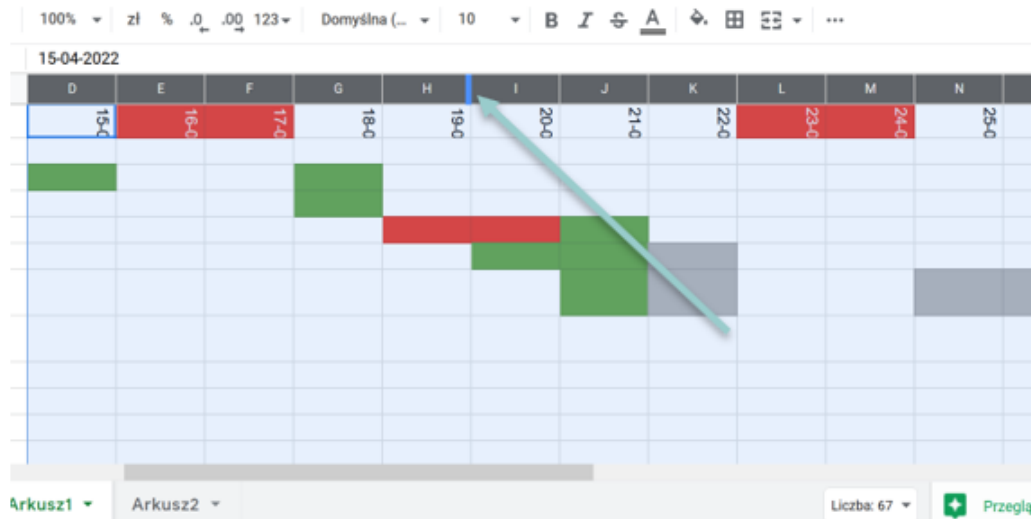 100% zł % .0 .00 123 Domyślna (... 10 B I S A ...
15-04-2022
D E F G H I J K L M N
15-0 16-0 17-0 18-0 19-0 20-0 21-0 22-0 23-0 24-0 25-0
Arkusz1 Arkusz2 Liczba: 67 Przeglą